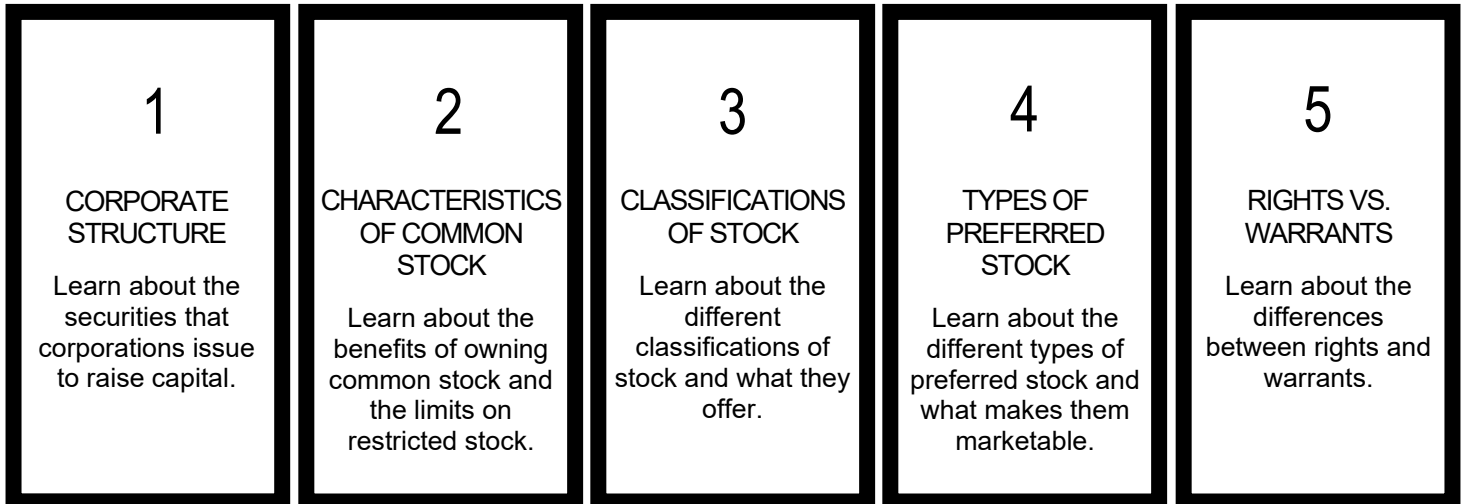 1
CORPORATE
STRUCTURE
Learn about the
securities that
corporations issue
to raise capital.
2
CHARACTERISTICS
OF COMMON
STOCK
Learn about the
benefits of owning
common stock and
the limits on
restricted stock.
3
CLASSIFICATIONS
OF STOCK
Learn about the
different
classifications of
stock and what they
offer.
4
TYPES OF
PREFERRED
STOCK
Learn about the
different types of
preferred stock and
what makes them
marketable.
5
RIGHTS VS.
WARRANTS
Learn about the
differences
between rights and
warrants.